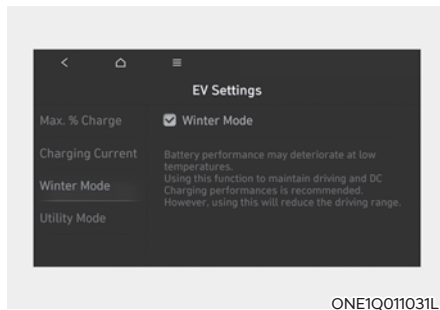 EV Settings
Max. % Charge
Winter Mode
Charging Current
Battery performance may deteriorate at low
temperatures.
Using this function to maintain driving and DC
Charging performances is recommended.
However, using this will reduce the driving range.
Winter Mode
Utility Mode
ONE1Q011031L